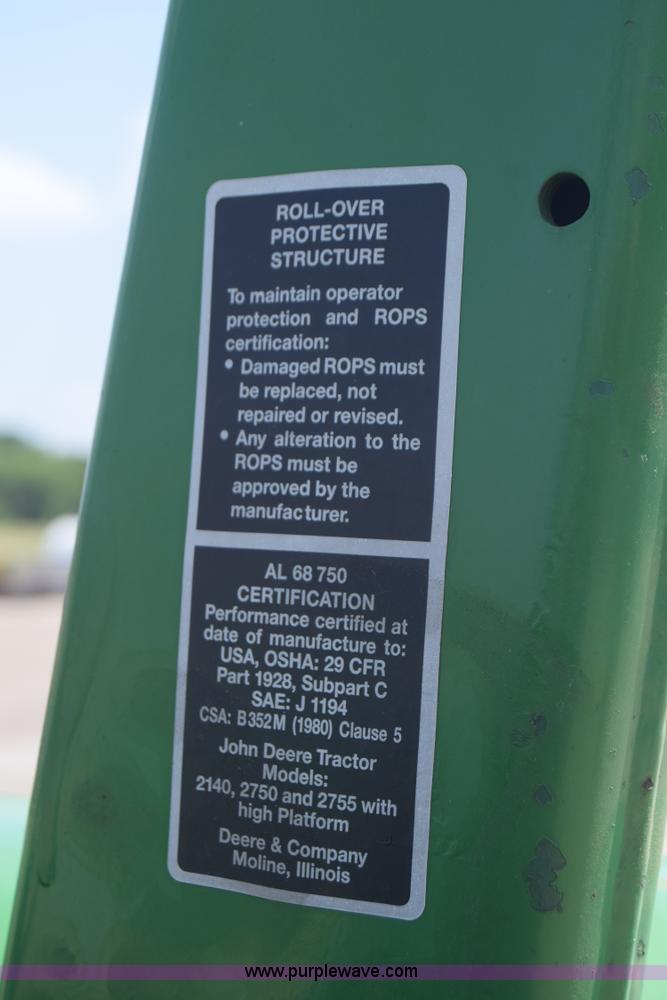 ROLL-OVER
PROTECTIVE
STRUCTURE
To maintain operator
protection and ROPS
certification:
• Damaged ROPS must
be replaced, not
repaired or revised.
• Any alteration to the
ROPS must be
approved by the
manufacturer.
AL 68 750
CERTIFICATION
Performance certified at
date of manufacture to:
USA, OSHA: 29 CFR
Part 1928, Subpart C
SAE: J 1194
CSA: B352M (1980) Clause 5
John Deere Tractor
Models:
2140, 2750 and 2755 with
high Platform
Deere & Company
Moline, Illinois
www.purplewave.com